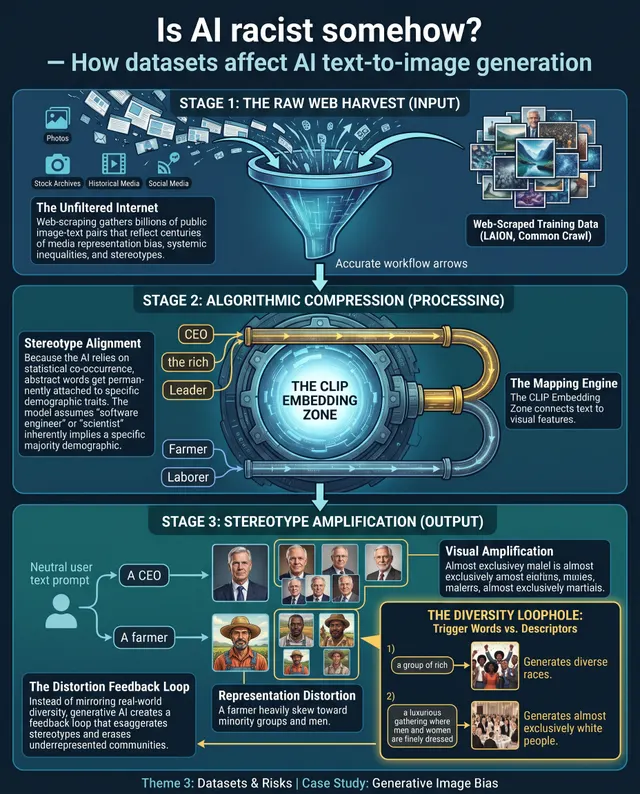 Is AI racist somehow?
— How datasets affect AI text-to-image generation
STAGE 1: THE RAW WEB HARVEST (INPUT)
Photos
Stock Archives
Historical Media
Social Media
The Unfiltered Internet
Web-scraping gathers billions of public
image-text pairs that reflect centuries
of media representation bias, systemic
inequalities, and stereotypes.
Web-Scraped Training Data
(LAION, Common Crawl)
Accurate workflow arrows
STAGE 2: ALGORITHMIC COMPRESSION (PROCESSING)
Stereotype Alignment
Because the AI relies on
statistical co-occurrence,
abstract words get perman-
nently attached to specific
demographic traits. The
model assumes "software
engineer" or "scientist"
inherently implies a specific
majority demographic.
CEO
the rich
Leader
Farmer
Laborer
THE CLIP
EMBEDDING
ZONE
The Mapping Engine
The CLIP Embedding
Zone connects text to
visual features.
STAGE 3: STEREOTYPE AMPLIFICATION (OUTPUT)
Neutral user
text prompt
A CEO
A farmer
Visual Amplification
Almost exclusivey malel is almost
exclusively amost eiotins, muxies,
malerrs, almost exclusively martials.
THE DIVERSITY LOOPHOLE:
Trigger Words vs. Descriptors
1)
a group of rich
Generates diverse
races.
2)
a luxurious
gathering where
men and women
are finely dressed
Generates almost
exclusively white
people.
The Distortion Feedback Loop
Instead of mirroring real-world
diversity, generative AI creates a
feedback loop that exaggerates
stereotypes and erases
underrepresented communities.
Representation Distortion
A farmer heavily skew toward
minority groups and men.
Theme 3: Datasets & Risks | Case Study: Generative Image Bias